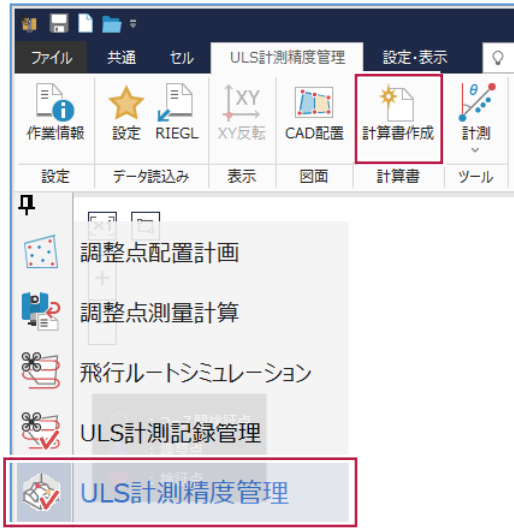 ファイル 共通 セル ULS計測精度管理 設定・表示
作業情報 設定 RIEGL XY XY反転 CAD配置 計算書作成 θ 計測
設定 データ読込み 表示 図面 計算書 ツール
調整点配置計画
調整点測量計算
飛行ルートシミュレーション
ULS計測記録管理
ULS計測精度管理